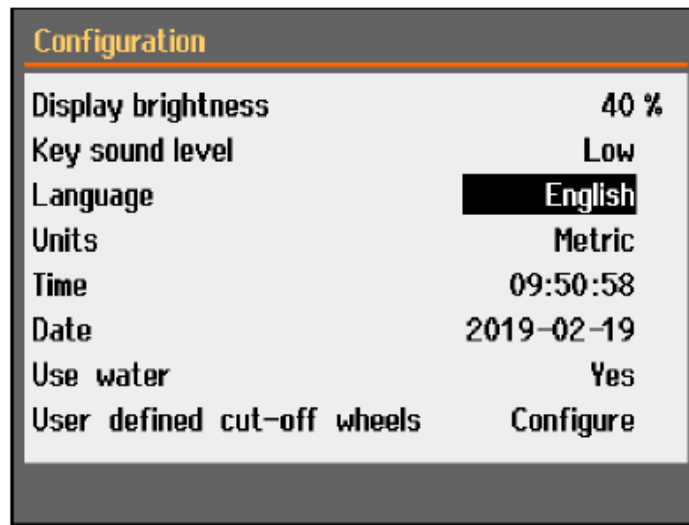 Configuration
Display brightness 40 %
Key sound level Low
Language English
Units Metric
Time 09:50:58
Date 2019-02-19
Use water Yes
User defined cut-off wheels Configure